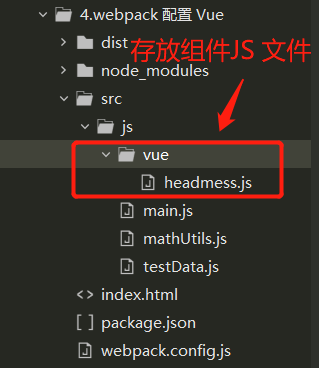 4.webpack 配置 Vue
dist
存放组件JS 文件
node_modules
src
js
vue
headmess.js
main.js
mathUtils.js
testData.js
index.html
package.json
webpack.config.js